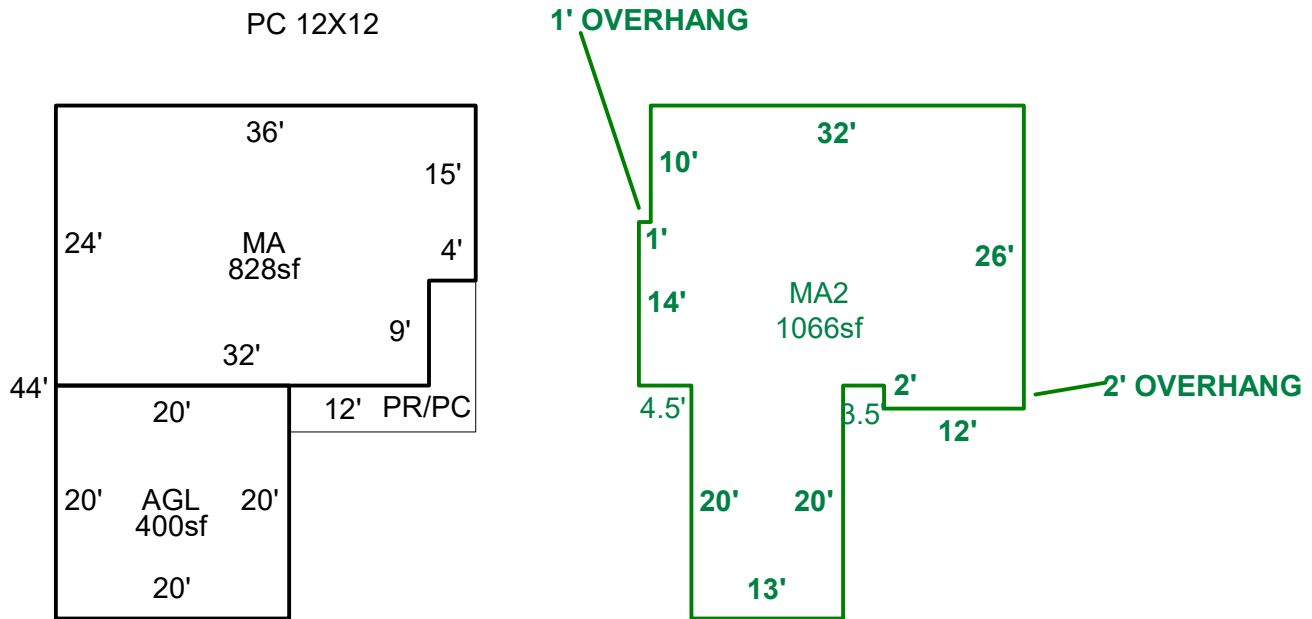 PC 12X12
1' OVERHANG
36'
15'
24'
MA
828sf
4'
9'
32'
44'
20'
12'
PR/PC
20'
AGL
400sf
20'
20'
32'
10'
1'
26'
14'
MA2
1066sf
2'
2' OVERHANG
4.5'
3.5'
12'
20'
20'
13'